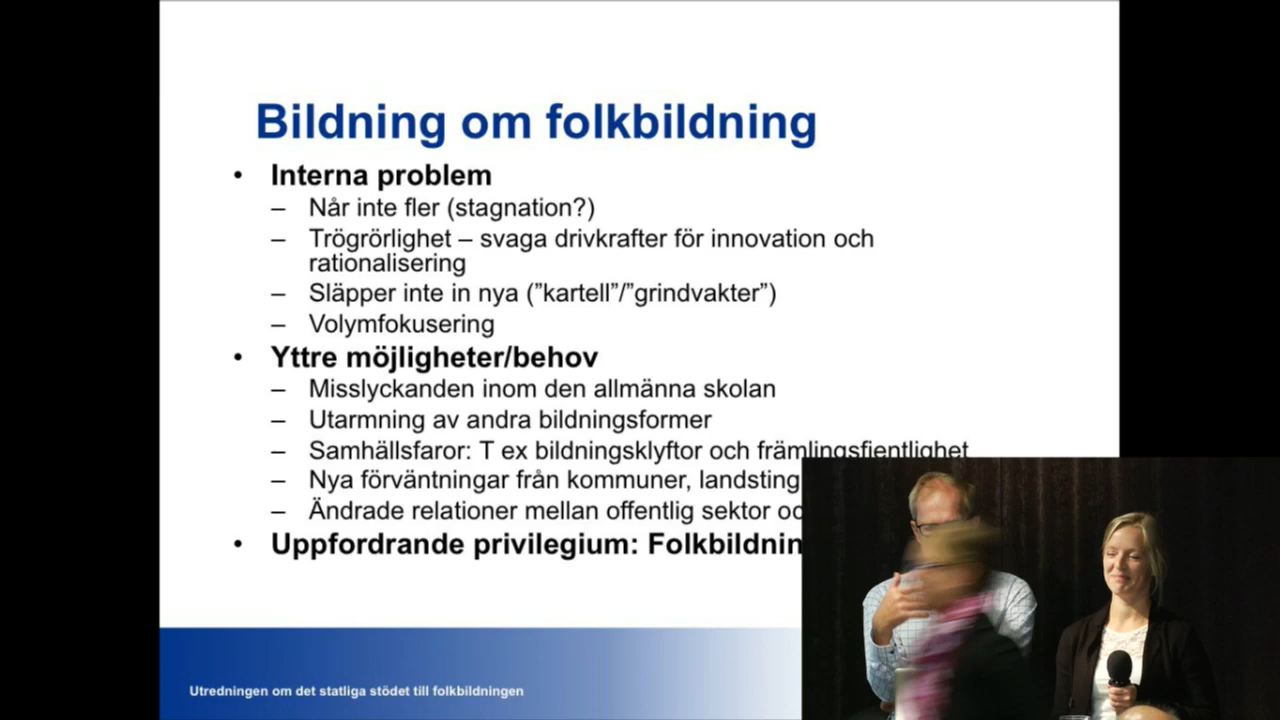 Bildning om folkbildning
• Interna problem
– Når inte fler (stagnation?)
– Trögrörlighet – svaga drivkrafter för innovation och
rationalisering
– Släpper inte in nya (”kartell”/”grindvakter”)
– Volymfokusering
• Yttre möjligheter/behov
– Misslyckanden inom den allmänna skolan
– Utarmning av andra bildningsformer
– Samhällsfaror: T ex bildningsklyftor och främlingsfientlighet
– Nya förväntningar från kommuner, landsting
– Ändrade relationer mellan offentlig sektor oc
• Uppfordrande privilegium: Folkbildnin
Utredningen om det statliga stödet till folkbildningen